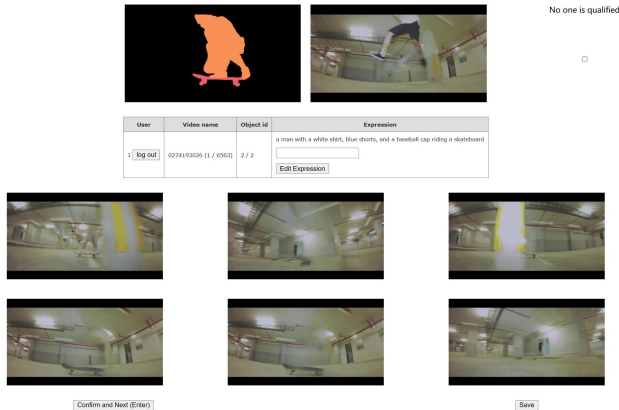 No one is qualified
User Video name Object id Expression
1 log out 0274193026 (1 / 6563) 2 / 2 a man with a white shirt, blue shorts, and a baseball cap riding a skateboard
Edit Expression
Confirm and Next (Enter) Save